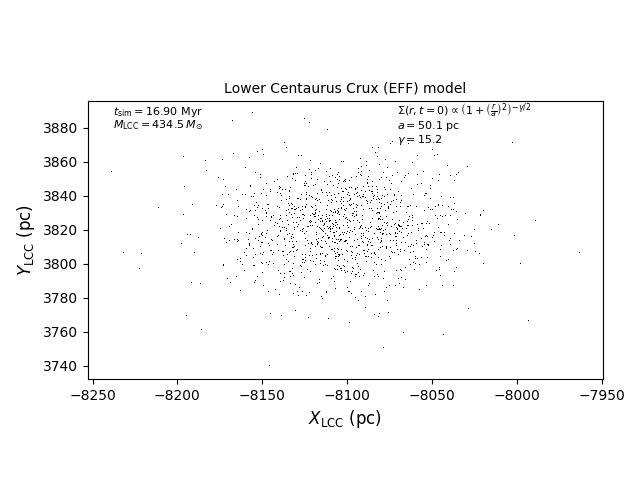 Lower Centaurus Crux (EFF) model
t_sim = 16.90 Myr
M_LCC = 434.5 M_⊙
Σ(r, t = 0) ∝ (1 + (r/a)^2)^{−γ/2}
a = 50.1 pc
γ = 15.2
3880
3860
3840
3820
3800
3780
3760
3740
Y_LCC (pc)
−8250 −8200 −8150 −8100 −8050 −8000 −7950
X_LCC (pc)